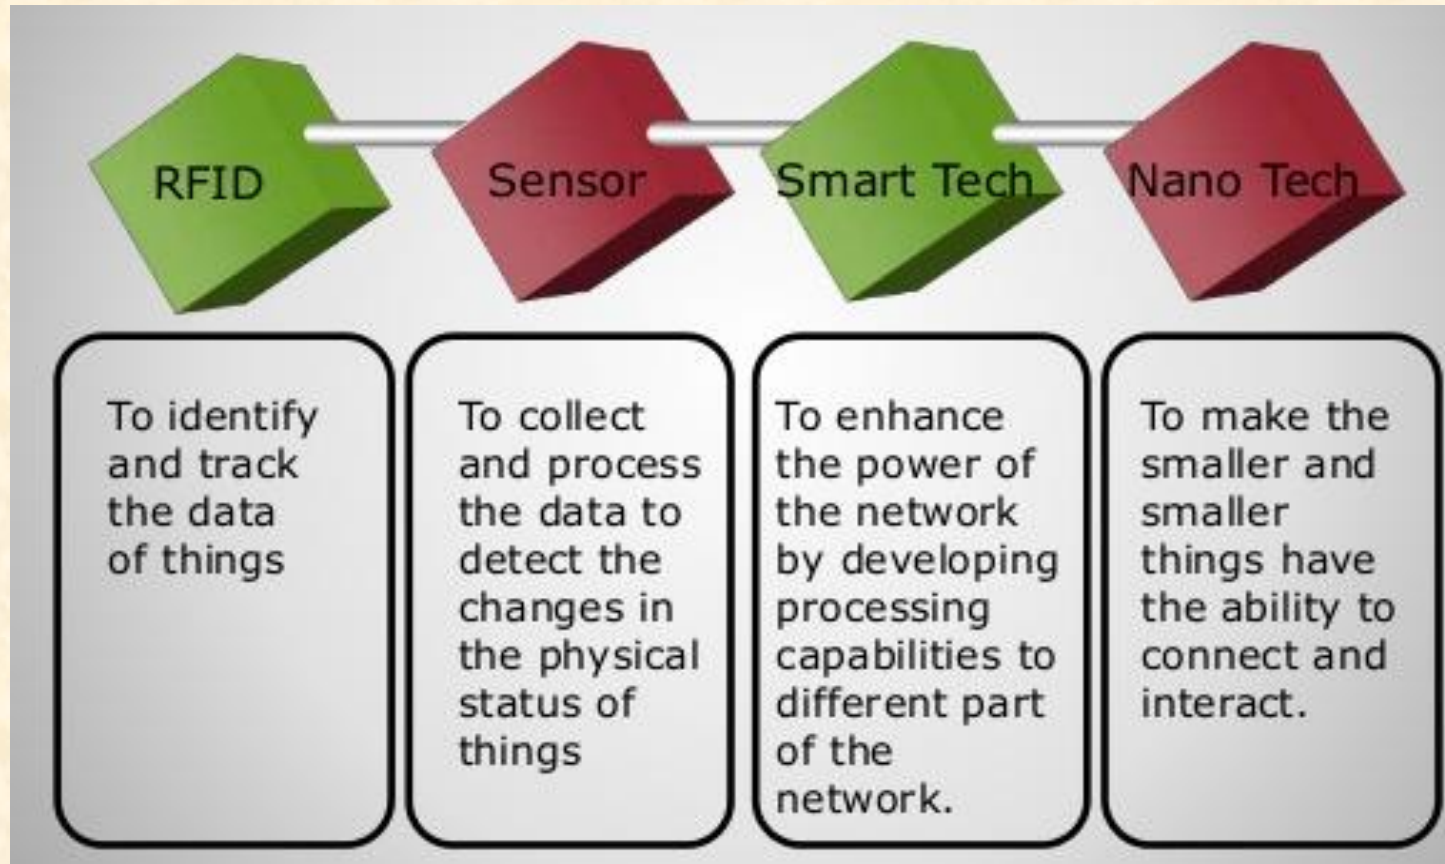 RFID
Sensor
Smart Tech
Nano Tech
To identify
and track
the data
of things
To collect
and process
the data to
detect the
changes in
the physical
status of
things
To enhance
the power of
the network
by developing
processing
capabilities to
different part
of the
network.
To make the
smaller and
smaller
things have
the ability to
connect and
interact.